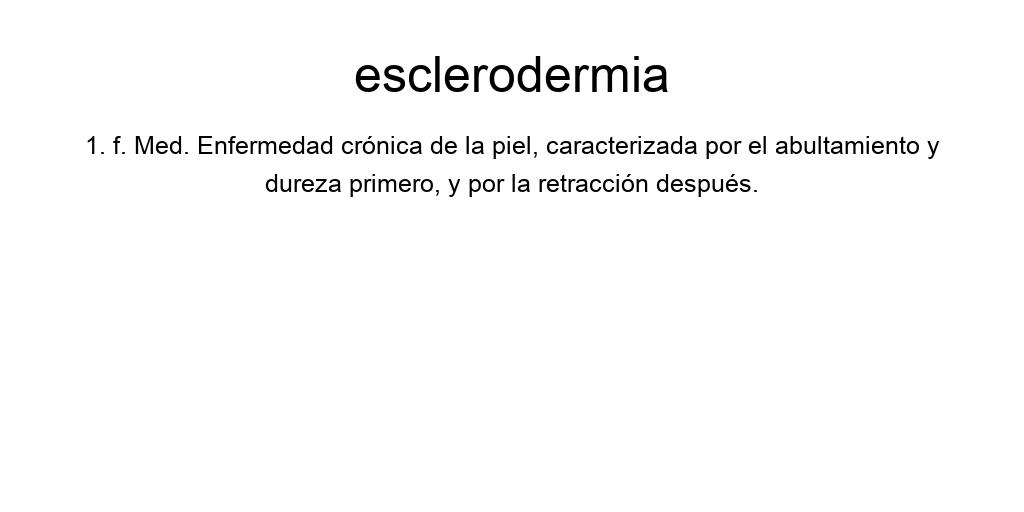 esclerodermia
1. f. Med. Enfermedad crónica de la piel, caracterizada por el abultamiento y
dureza primero, y por la retracción después.